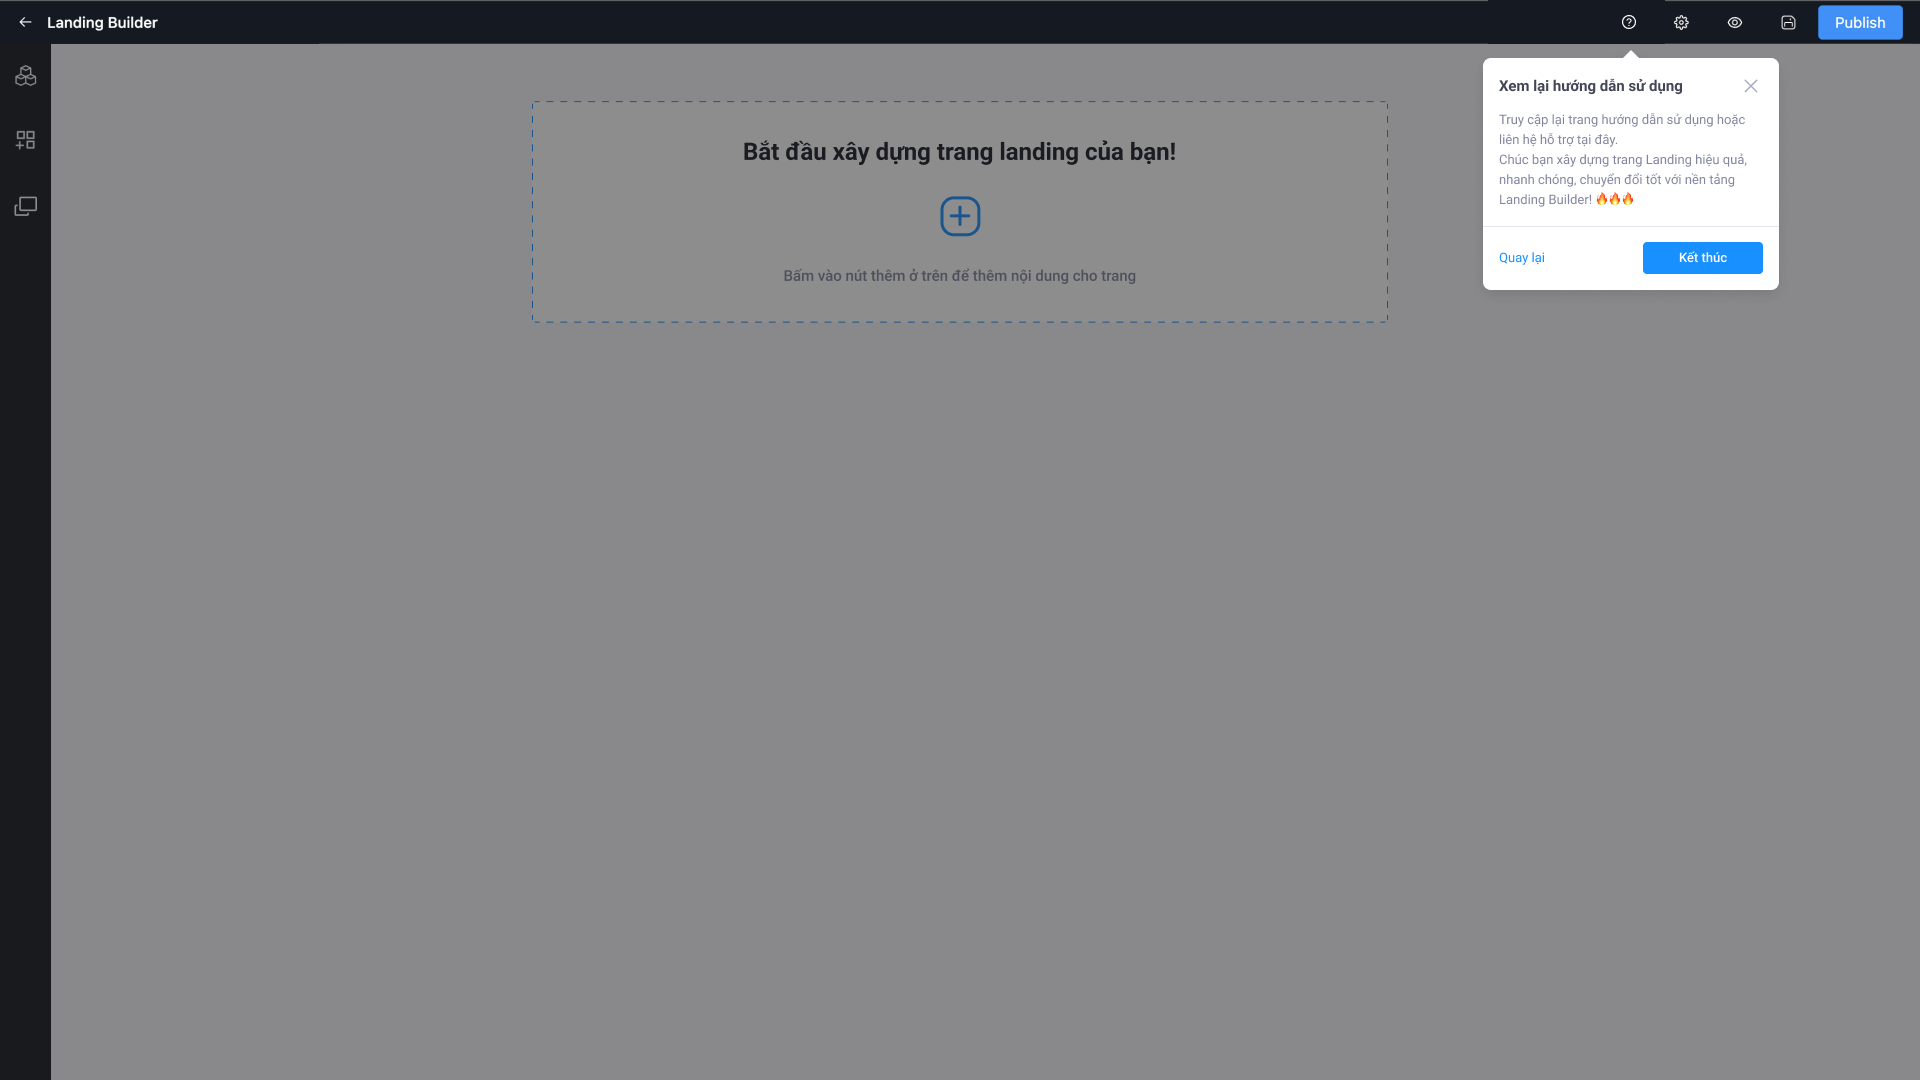 Landing Builder
Publish
Xem lại hướng dẫn sử dụng
Truy cập lại trang hướng dẫn sử dụng hoặc
liên hệ hỗ trợ tại đây.
Chúc bạn xây dựng trang Landing hiệu quả,
nhanh chóng, chuyển đổi tốt với nền tảng
Landing Builder! 🔥🔥🔥
Quay lại
Kết thúc
Bắt đầu xây dựng trang landing của bạn!
Bấm vào nút thêm ở trên để thêm nội dung cho trang